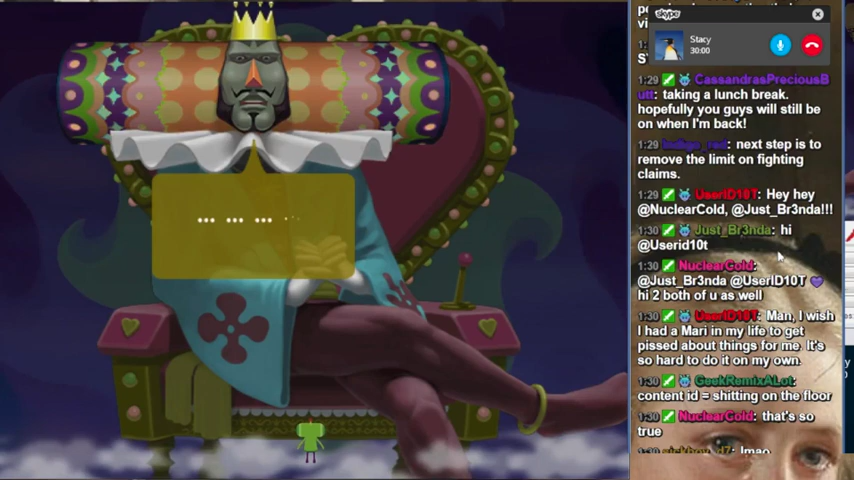 skype
Stacy
30:00
1:29 CassandrasPreciousB
utt: taking a lunch break.
hopefully you guys will still be
on when I'm back!
1:29 indigo_red: next step is to
remove the limit on fighting
claims.
1:29 UserID10T: Hey hey
@NuclearCold, @Just_Br3nda!!!
1:30 Just_Br3nda: hi
@Userid10t
1:30 NuclearCold:
@Just_Br3nda @UserID10T 💜
hi 2 both of u as well
1:30 UserID10T: Man, I wish
I had a Mari in my life to get
pissed about things for me. It's
so hard to do it on my own.
1:30 GeekRemixALot:
content id = shitting on the floor
1:30 NuclearCold: that's so
true
lmao
... ... ...